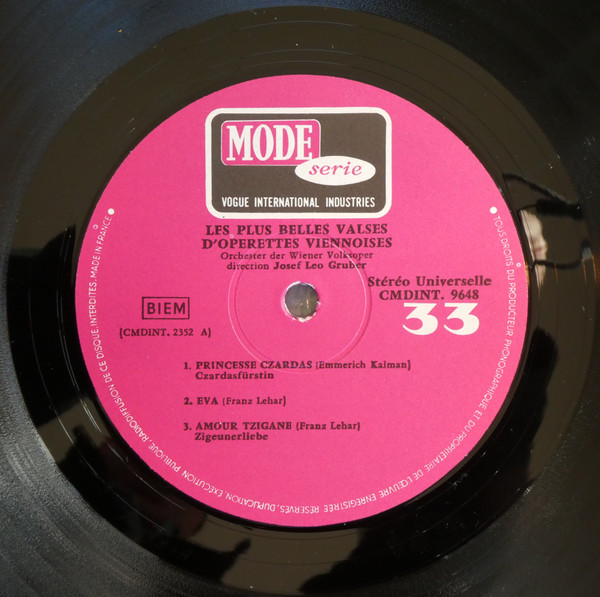 MODE
serie
VOGUE INTERNATIONAL INDUSTRIES
LES PLUS BELLES VALSES
D'OPERETTES VIENNOISES
Orchester der Wiener Volksoper
direction Josef Leo Gruber
Stéréo Universelle
CMDINT. 9648
33
BIEM
(CMDINT. 2352 A)
1. PRINCESSE CZARDAS (Emmerich Kalman)
Czardasfürstin
2. EVA (Franz Lehar)
3. AMOUR TZIGANE (Franz Lehar)
Zigeunerliebe
TOUS DROITS DU PRODUCTEUR PHONOGRAPHIQUE ET DU PROPRIETAIRE DE L'ŒUVRE ENREGISTRÉE RÉSERVÉS, DUPLICATION, EXÉCUTION PUBLIQUE, RADIODIFFUSION DE CE DISQUE, INTERDITES, MADE IN FRANCE